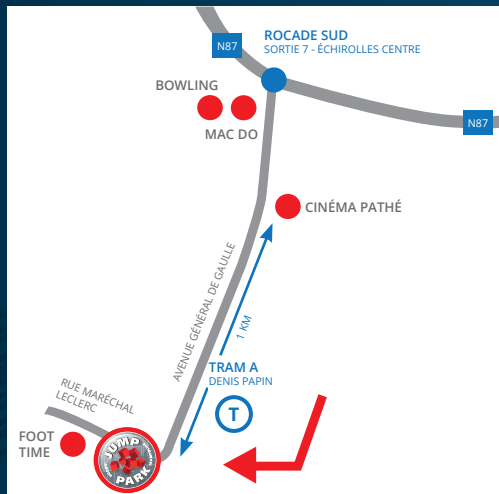 N87
ROCADE SUD
SORTIE 7 - ÉCHIROLLES CENTRE
BOWLING
MAC DO
N87
CINÉMA PATHÉ
AVENUE GÉNÉRAL DE GAULLE
1 KM
TRAM A
DENIS PAPIN
T
RUE MARÉCHAL
LECLERC
FOOT
TIME
JUMP
PARK